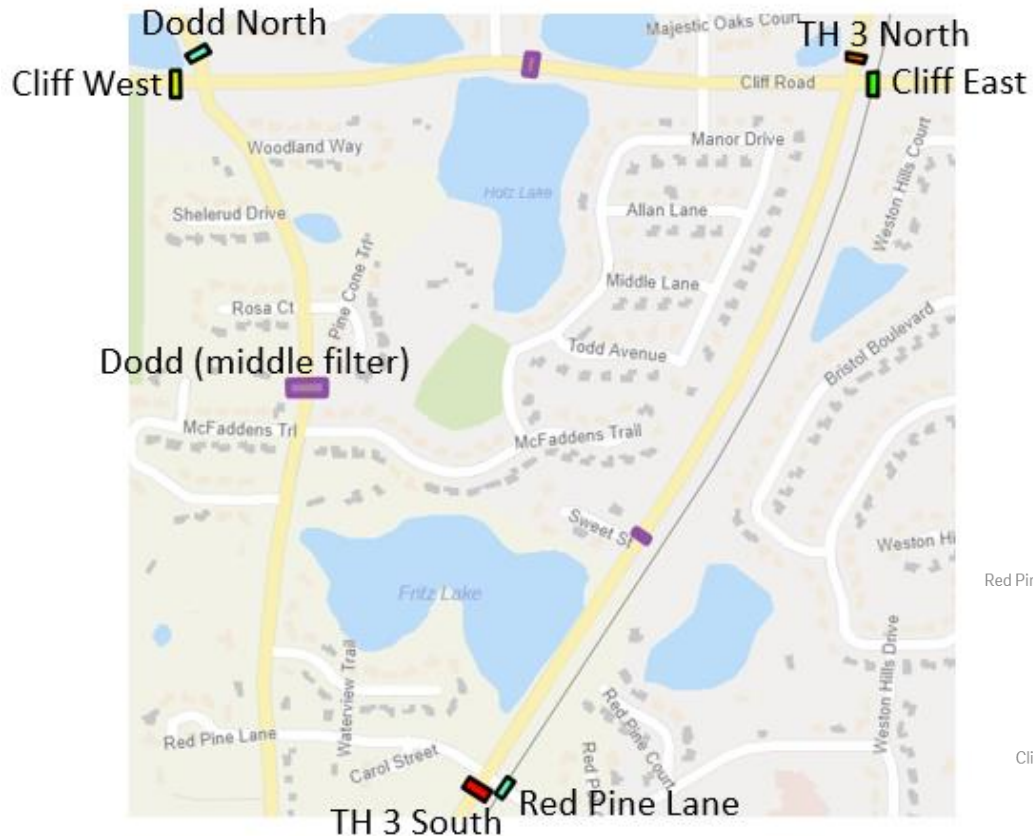 Dodd North
Majestic Oaks Court
TH 3 North
Cliff West
Cliff Road
Cliff East
Woodland Way
Manor Drive
Weston Hills Court
Holz Lake
Shelerud Drive
Allan Lane
Pine Cone Trl
Middle Lane
Rosa Ct
Bristol Boulevard
Todd Avenue
Dodd (middle filter)
McFaddens Trl
McFaddens Trail
Sweet St
Weston Hi
Red Pin
Fritz Lake
Weston Hills Drive
Waterview Trail
Red Pine Court
Red Pine Lane
Carol Street
Red P
Cli
Red Pine Lane
TH 3 South